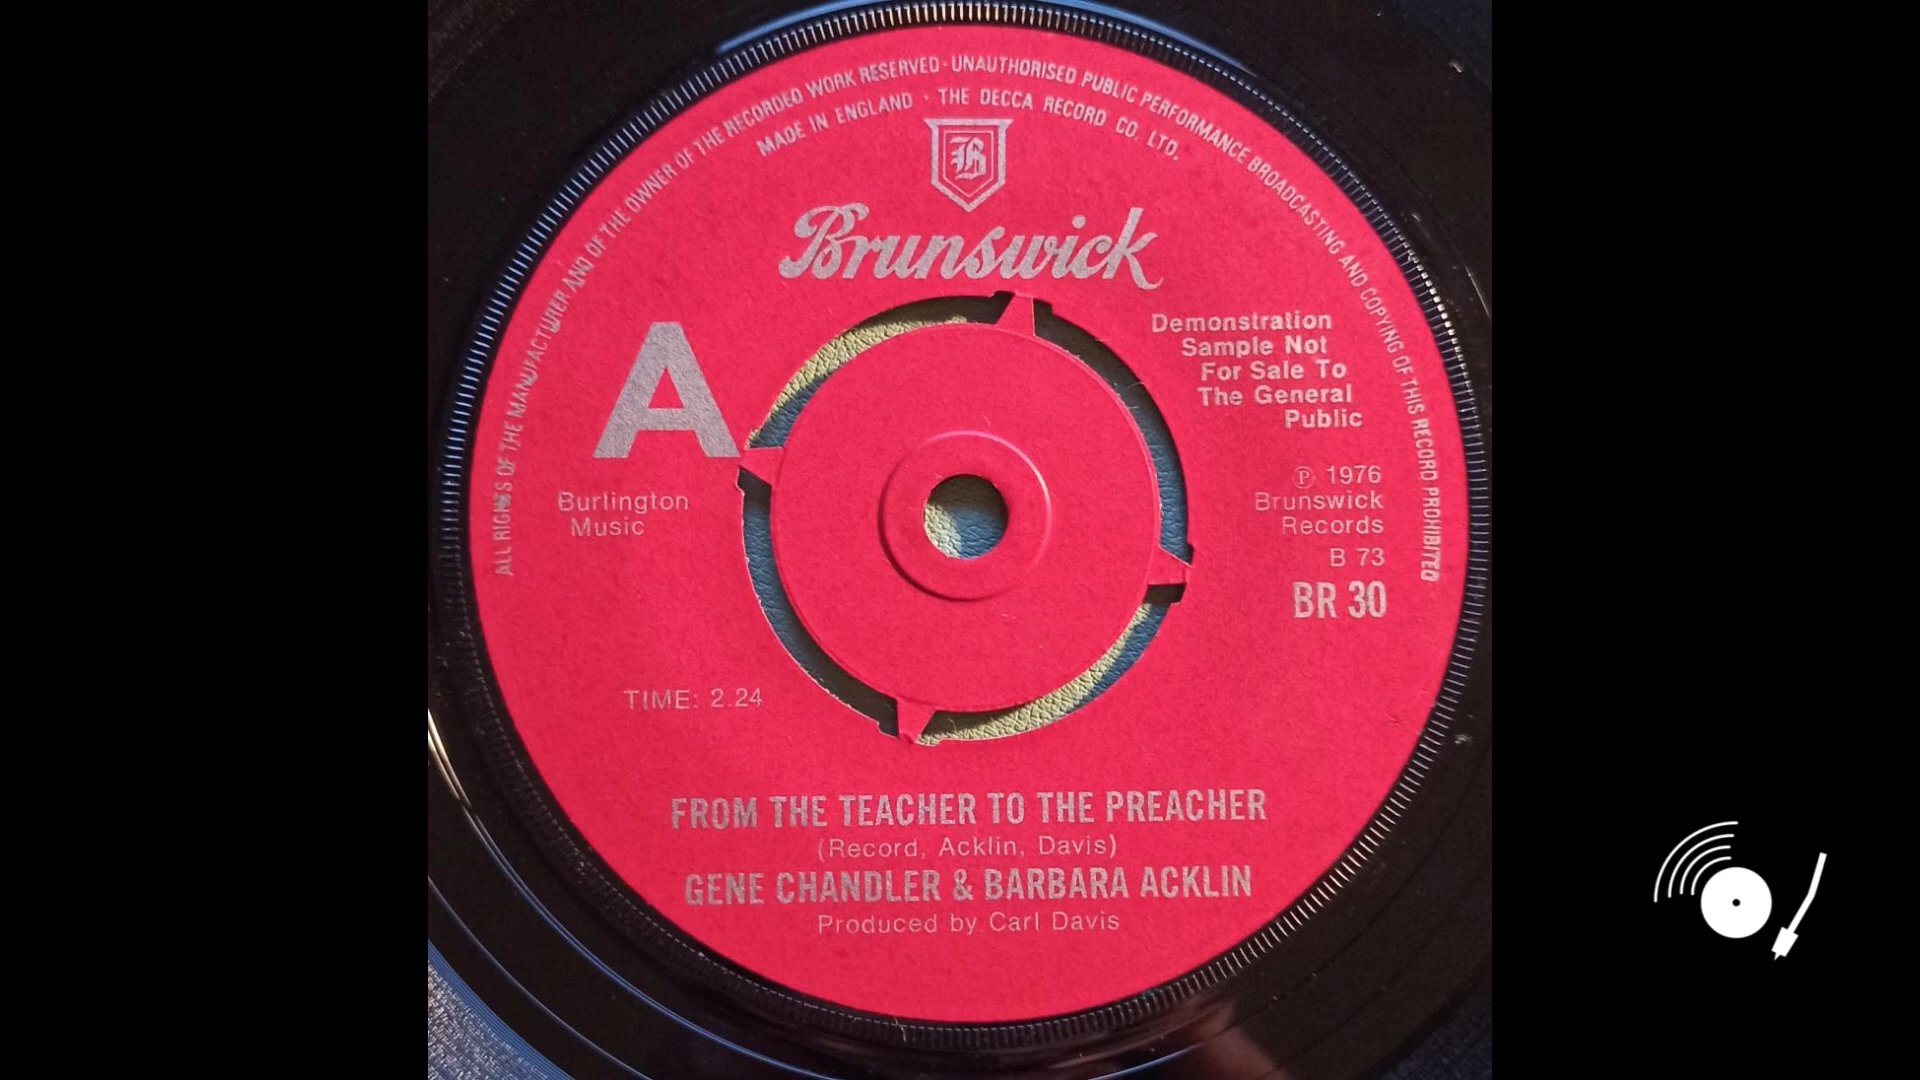 ALL RIGHTS OF THE MANUFACTURER AND OF THE OWNER OF THE RECORDED WORK RESERVED · UNAUTHORISED PUBLIC PERFORMANCE BROADCASTING AND COPYING OF THIS RECORD PROHIBITED
MADE IN ENGLAND · THE DECCA RECORD CO. LTD.
B
Brunswick
Demonstration
Sample Not
For Sale To
The General
Public
A
Burlington
Music
℗ 1976
Brunswick
Records
B 73
BR 30
TIME: 2.24
FROM THE TEACHER TO THE PREACHER
(Record, Acklin, Davis)
GENE CHANDLER & BARBARA ACKLIN
Produced by Carl Davis